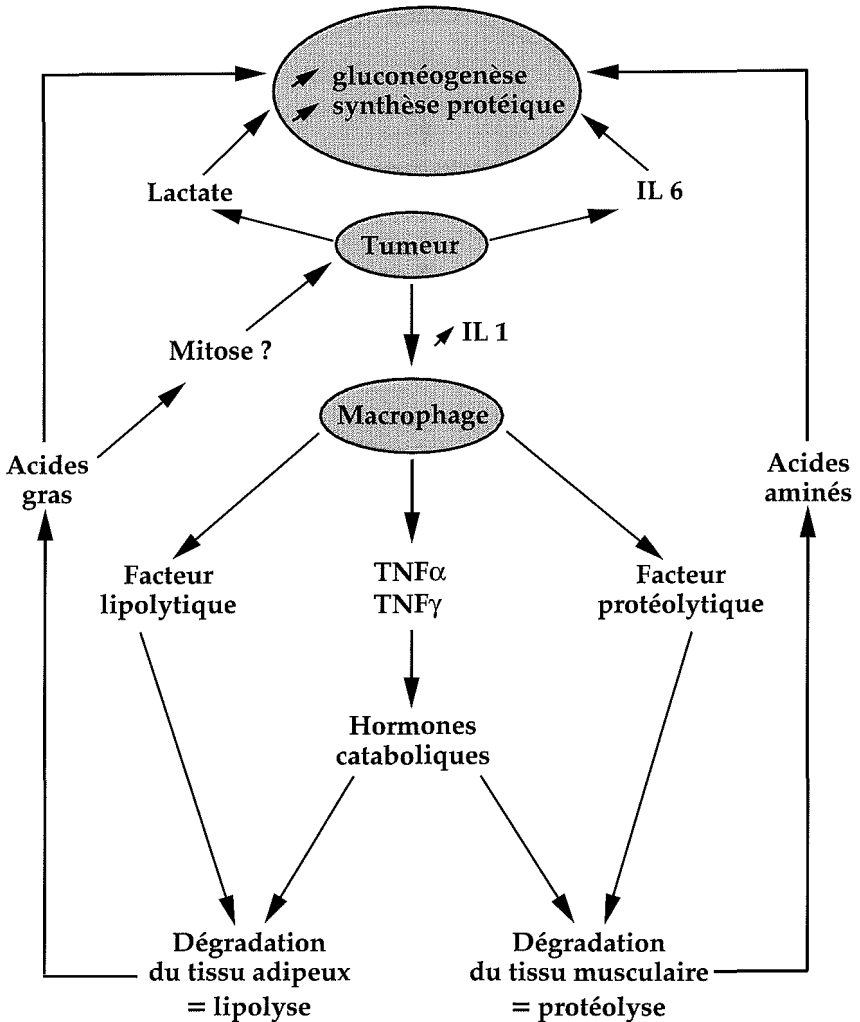 gluconéogenèse
synthèse protéique
Lactate
IL 6
Tumeur
IL 1
Mitose ?
Macrophage
Acides
gras
Acides
aminés
Facteur
lipolytique
TNFα
TNFγ
Facteur
protéolytique
Hormones
cataboliques
Dégradation
du tissu adipeux
= lipolyse
Dégradation
du tissu musculaire
= protéolyse